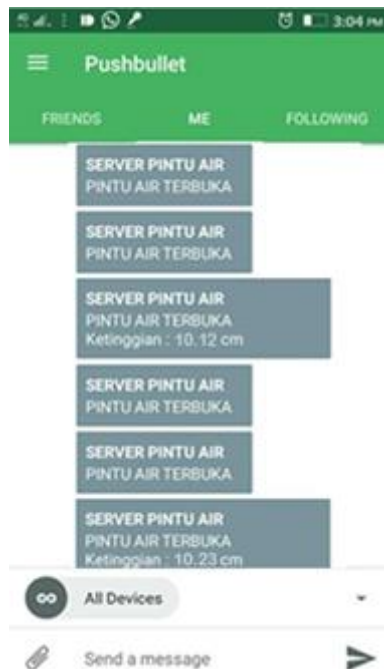 3:04 PM
Pushbullet
FRIENDS ME FOLLOWING
SERVER PINTU AIR
PINTU AIR TERBUKA
SERVER PINTU AIR
PINTU AIR TERBUKA
SERVER PINTU AIR
PINTU AIR TERBUKA
Ketinggian : 10.12 cm
SERVER PINTU AIR
PINTU AIR TERBUKA
SERVER PINTU AIR
PINTU AIR TERBUKA
SERVER PINTU AIR
PINTU AIR TERBUKA
Ketinggian : 10.23 cm
All Devices
Send a message